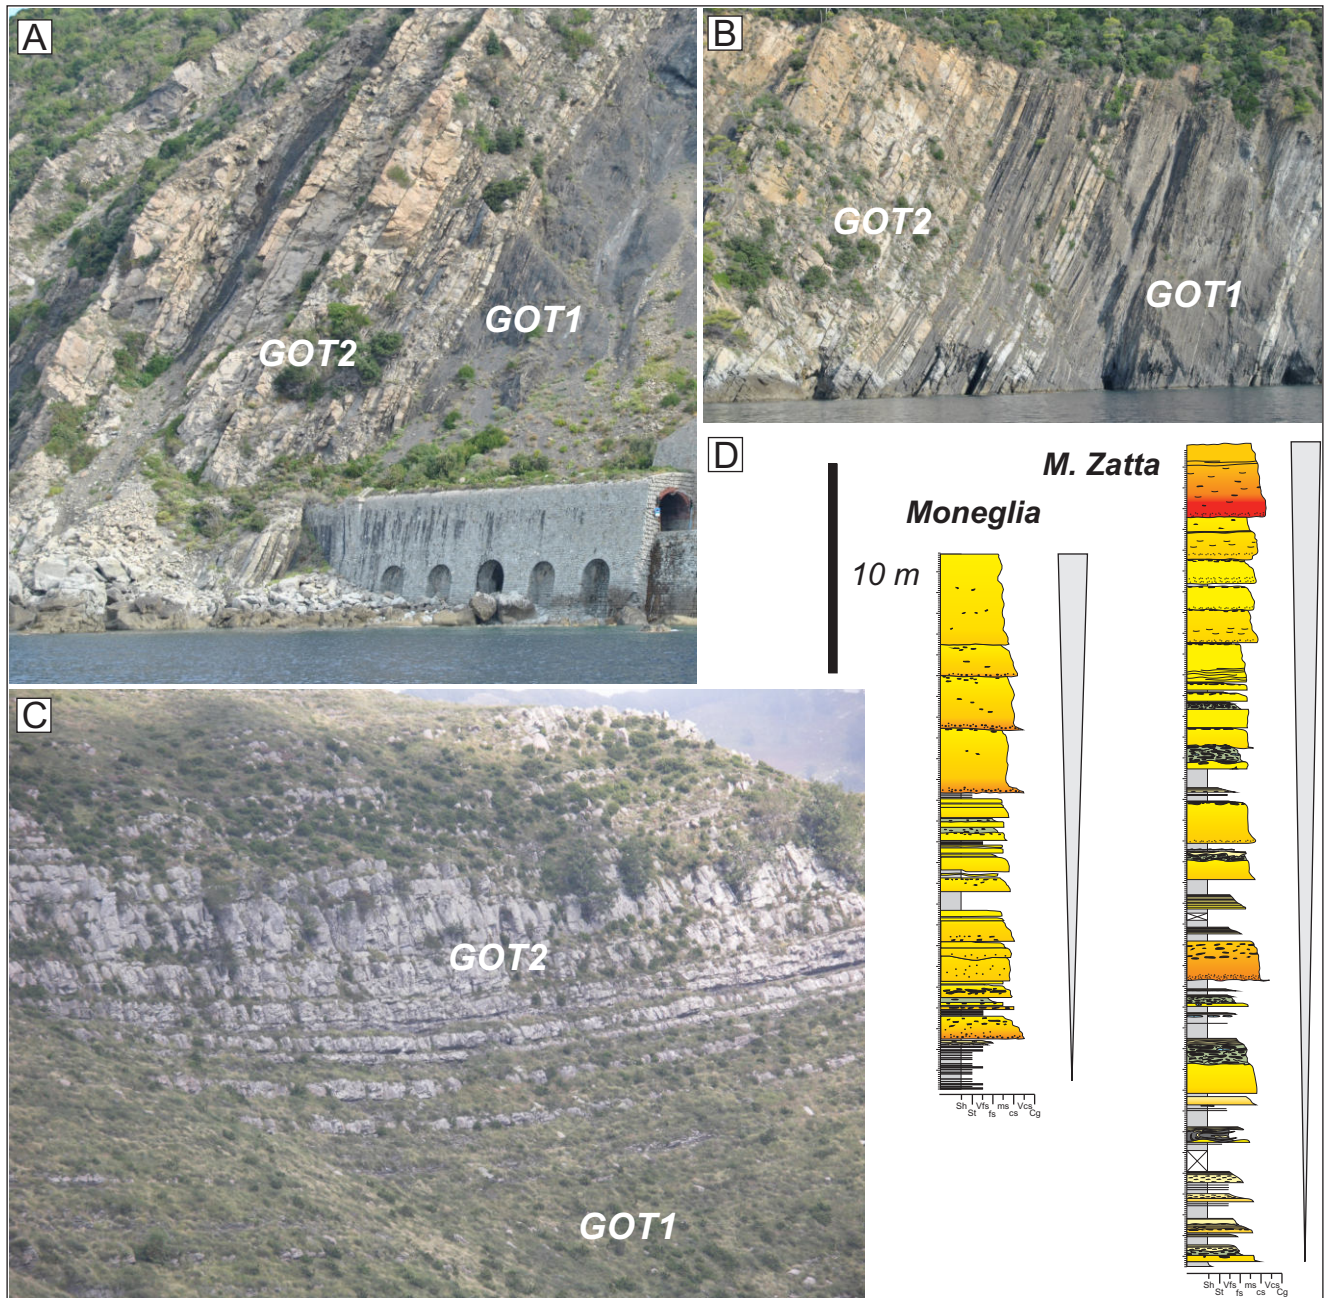 A
GOT2
GOT1
B
GOT2
GOT1
C
GOT2
GOT1
D
Moneglia
M. Zatta
10 m
Sh Vfs ms Vcs
St fs cs Cg
Sh Vfs ms Vcs
St fs cs Cg